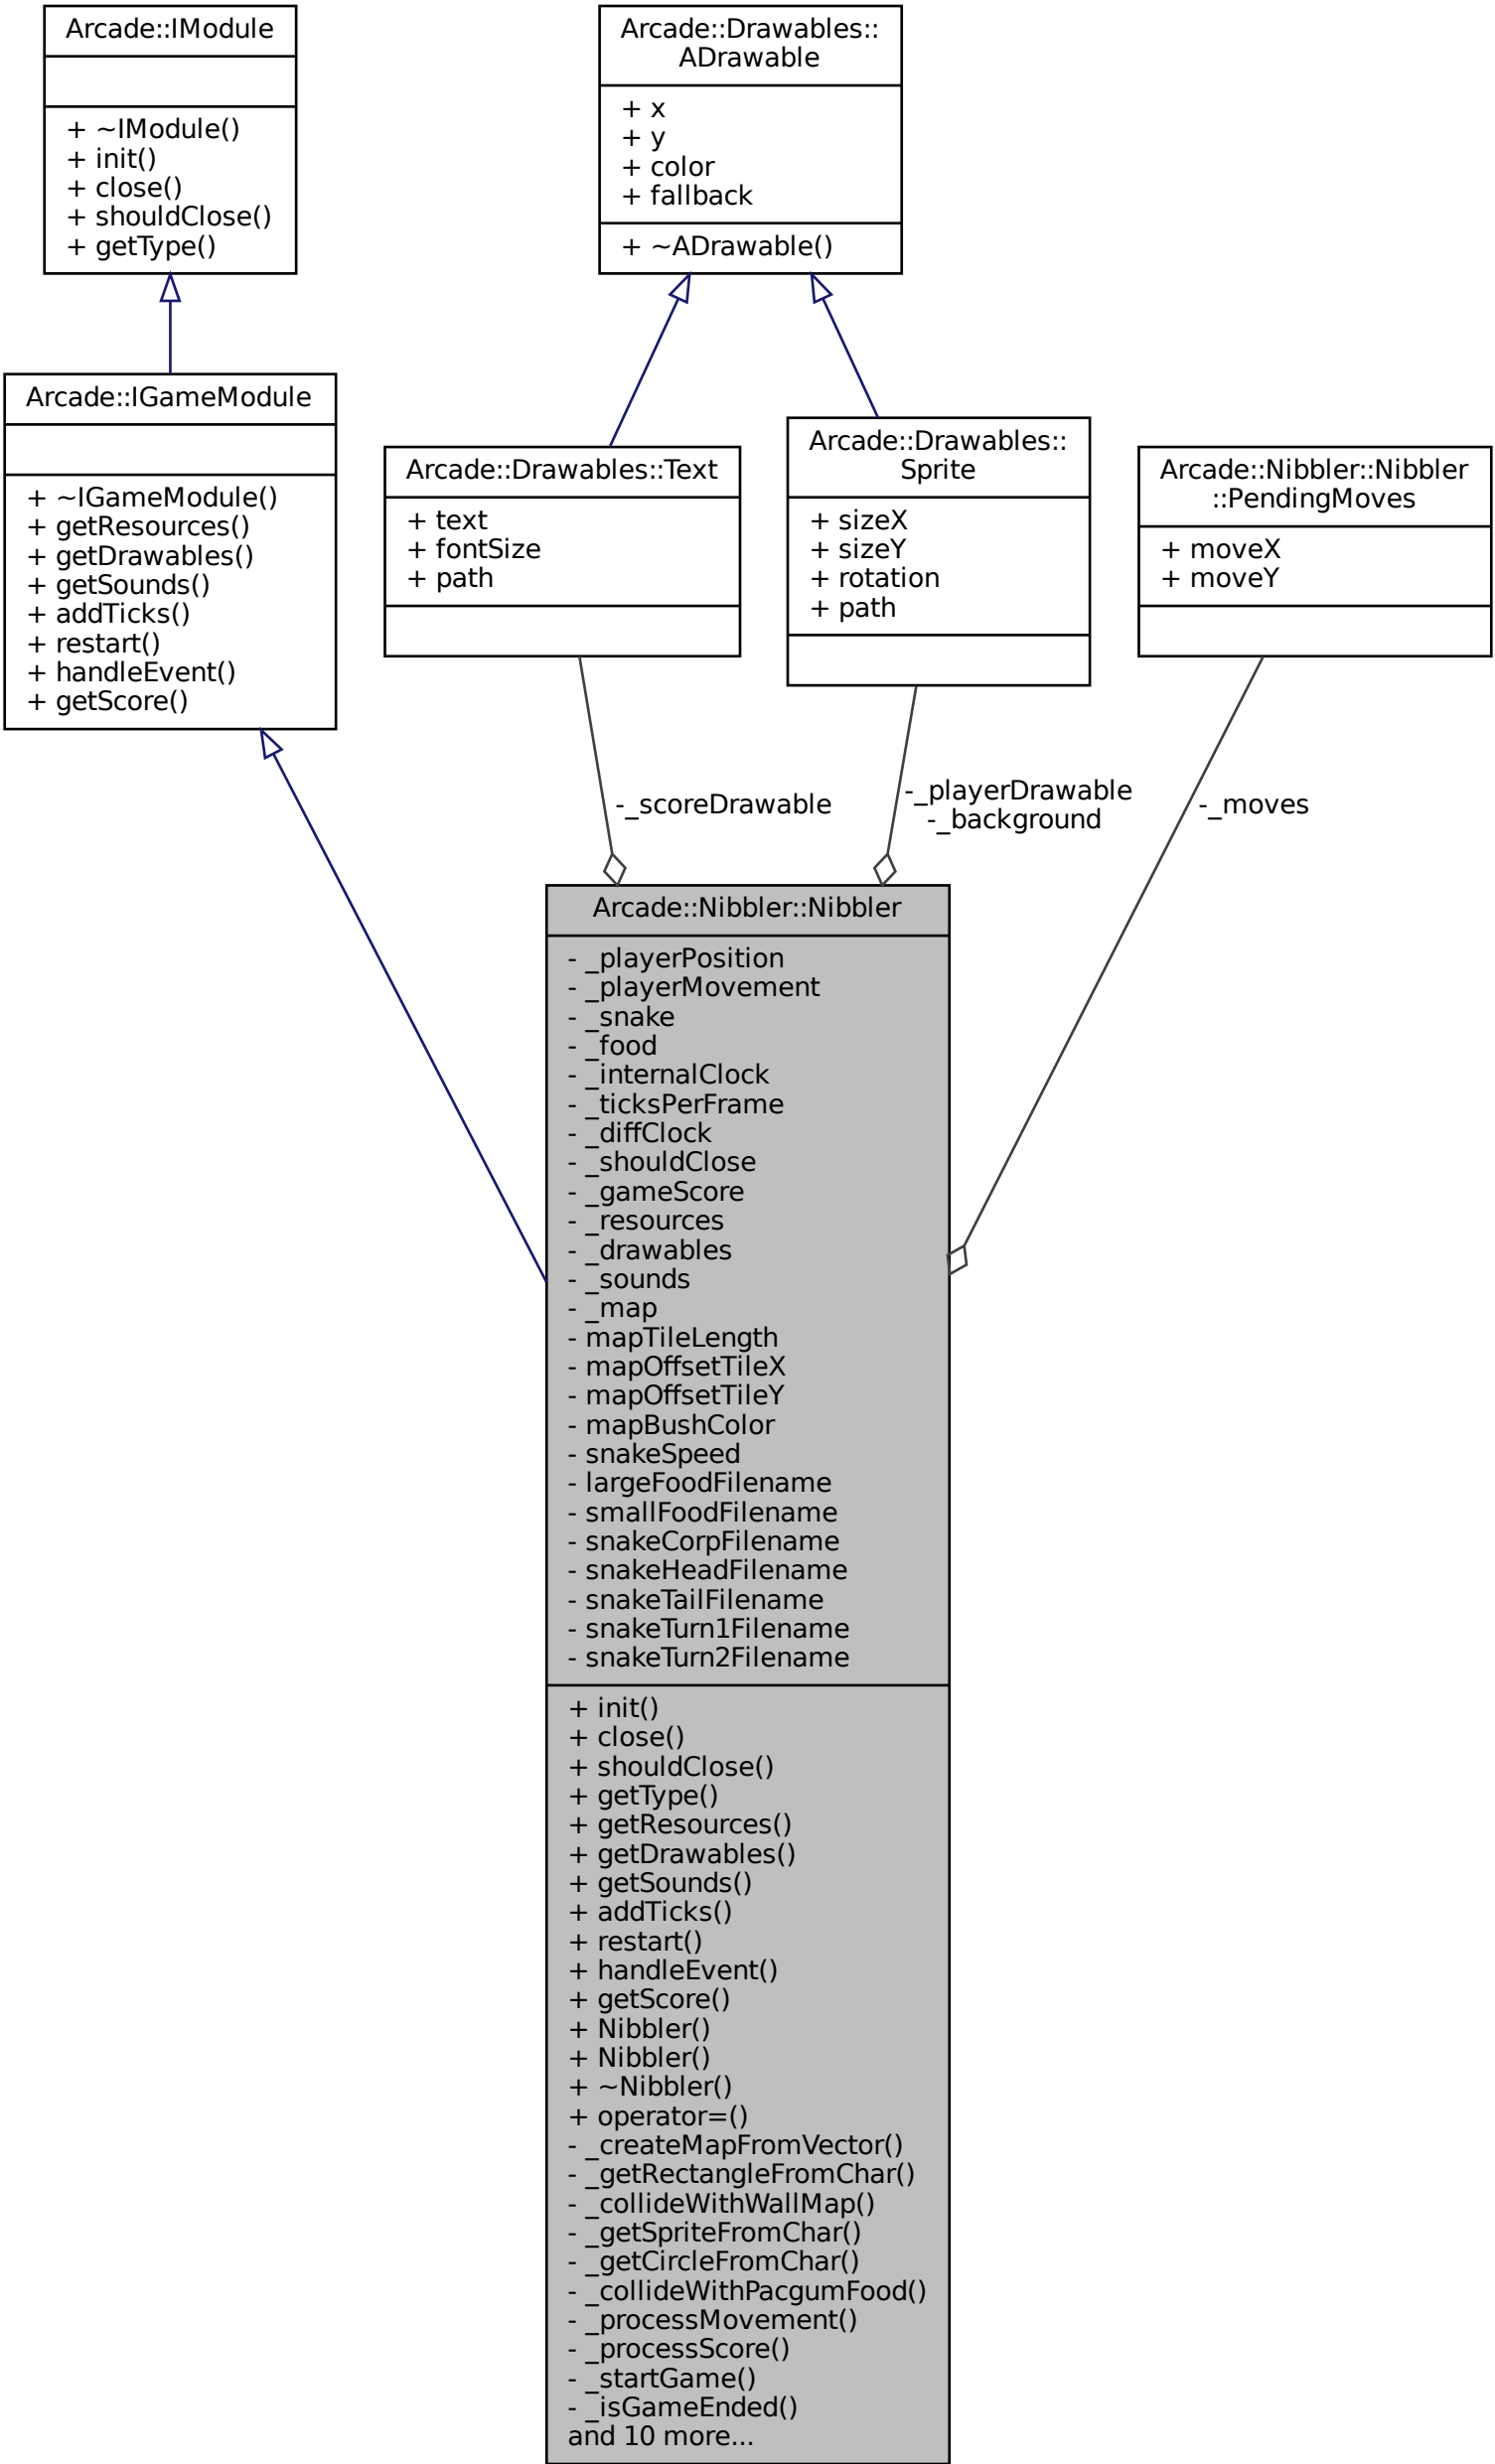 Arcade::IModule
+ ~IModule()
+ init()
+ close()
+ shouldClose()
+ getType()
Arcade::Drawables::
ADrawable
+ x
+ y
+ color
+ fallback
+ ~ADrawable()
Arcade::IGameModule
+ ~IGameModule()
+ getResources()
+ getDrawables()
+ getSounds()
+ addTicks()
+ restart()
+ handleEvent()
+ getScore()
Arcade::Drawables::Text
+ text
+ fontSize
+ path
Arcade::Drawables::
Sprite
+ sizeX
+ sizeY
+ rotation
+ path
Arcade::Nibbler::Nibbler
::PendingMoves
+ moveX
+ moveY
-_scoreDrawable
-_playerDrawable
-_background
-_moves
Arcade::Nibbler::Nibbler
- _playerPosition
- _playerMovement
- _snake
- _food
- _internalClock
- _ticksPerFrame
- _diffClock
- _shouldClose
- _gameScore
- _resources
- _drawables
- _sounds
- _map
- mapTileLength
- mapOffsetTileX
- mapOffsetTileY
- mapBushColor
- snakeSpeed
- largeFoodFilename
- smallFoodFilename
- snakeCorpFilename
- snakeHeadFilename
- snakeTailFilename
- snakeTurn1Filename
- snakeTurn2Filename
+ init()
+ close()
+ shouldClose()
+ getType()
+ getResources()
+ getDrawables()
+ getSounds()
+ addTicks()
+ restart()
+ handleEvent()
+ getScore()
+ Nibbler()
+ Nibbler()
+ ~Nibbler()
+ operator=()
- _createMapFromVector()
- _getRectangleFromChar()
- _collideWithWallMap()
- _getSpriteFromChar()
- _getCircleFromChar()
- _collideWithPacgumFood()
- _processMovement()
- _processScore()
- _startGame()
- _isGameEnded()
and 10 more...